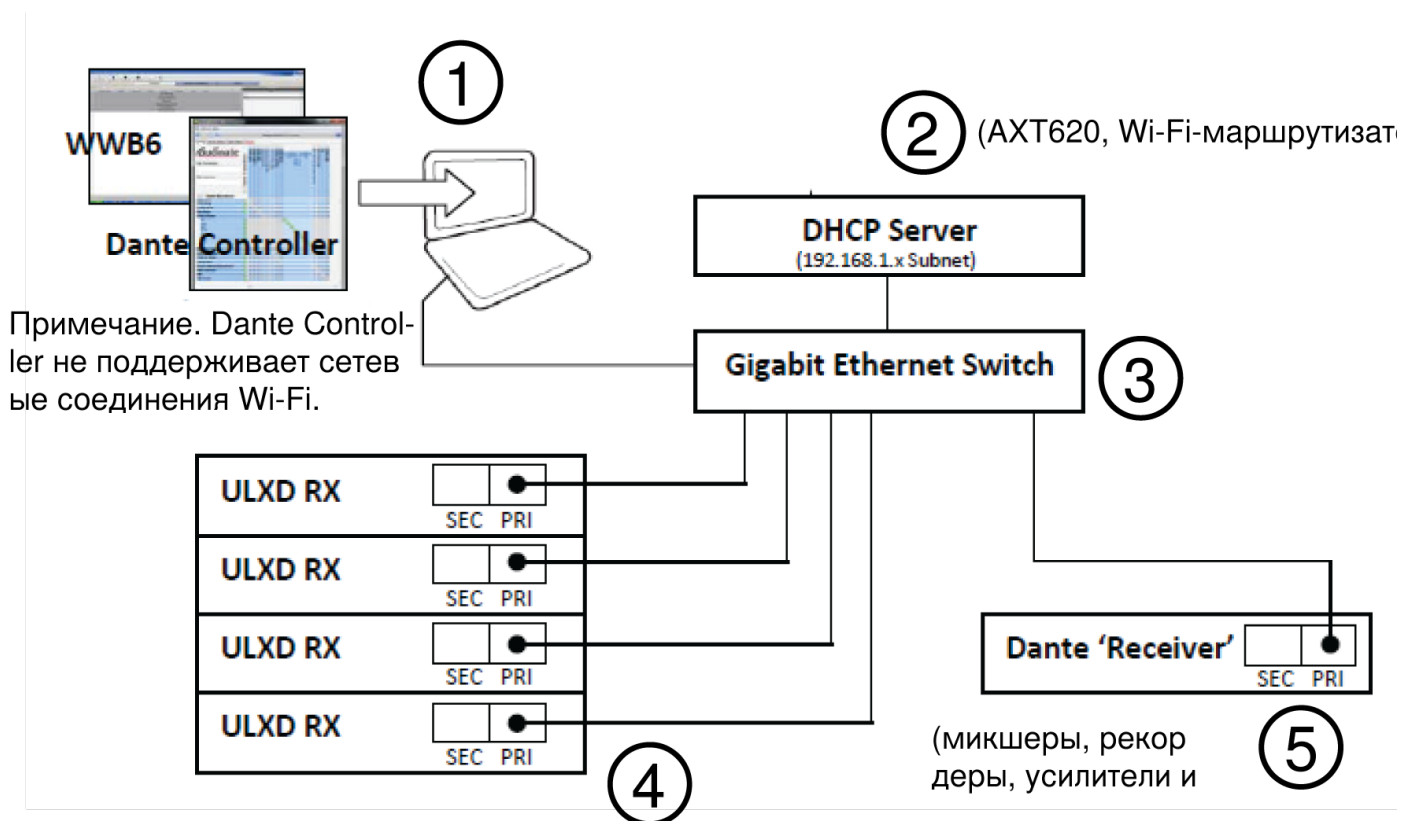 1
WWB6
Audinate
Dante Controller
2
(AXT620, Wi-Fi-маршрутизат
DHCP Server
(192.168.1.x Subnet)
Примечание. Dante Control-
ler не поддерживает сетев
ые соединения Wi-Fi.
Gigabit Ethernet Switch
3
ULXD RX
SEC PRI
ULXD RX
SEC PRI
ULXD RX
SEC PRI
ULXD RX
SEC PRI
4
Dante ‘Receiver’
SEC PRI
(микшеры, рекор
деры, усилители и
5